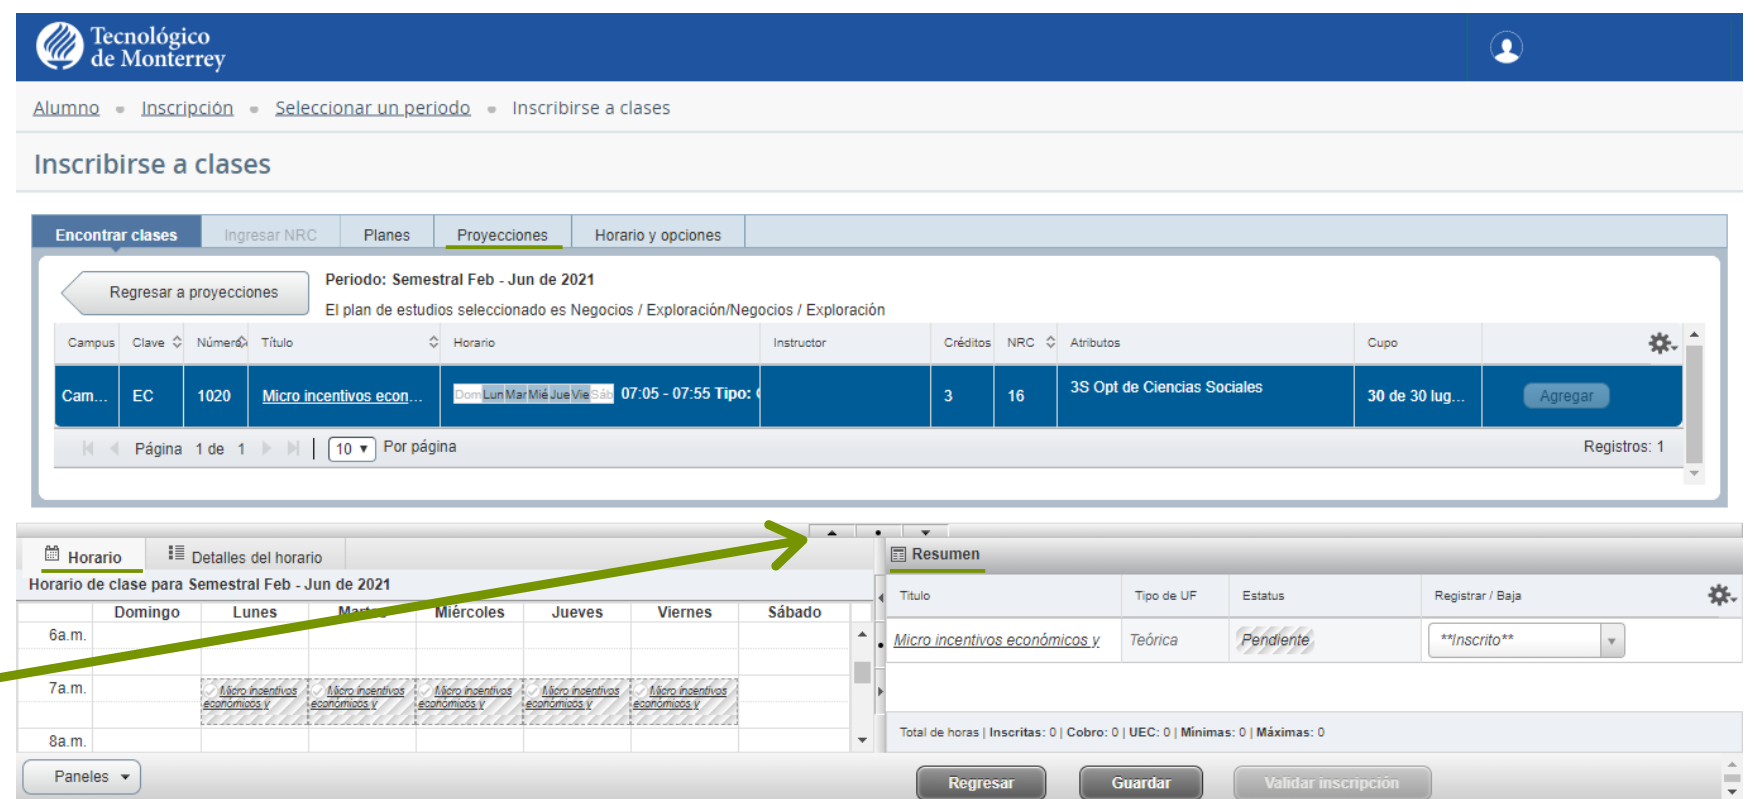 Tecnológico
de Monterrey
Alumno Inscripción Seleccionar un periodo Inscribirse a clases
Inscribirse a clases
Encontrar clases Ingresar NRC Planes Proyecciones Horario y opciones
Regresar a proyecciones
Periodo: Semestral Feb - Jun de 2021
El plan de estudios seleccionado es Negocios / Exploración/Negocios / Exploración
Campus Clave Número Título Horario Instructor Créditos NRC Atributos Cupo
Cam... EC 1020 Micro incentivos econ... Dom Lun Mar Mié Jue Vie Sáb 07:05 - 07:55 Tipo: 3 16 3S Opt de Ciencias Sociales 30 de 30 lug... Agregar
Página 1 de 1 10 Por página Registros: 1
Horario Detalles del horario
Horario de clase para Semestral Feb - Jun de 2021
Domingo Lunes Martes Miércoles Jueves Viernes Sábado
6a.m.
7a.m.
Micro incentivos económicos y
Micro incentivos económicos y
Micro incentivos económicos y
Micro incentivos económicos y
Micro incentivos económicos y
8a.m.
Resumen
Titulo Tipo de UF Estatus Registrar / Baja
Micro incentivos económicos y Teórica Pendiente **Inscrito**
Total de horas | Inscritas: 0 | Cobro: 0 | UEC: 0 | Minimas: 0 | Máximas: 0
Paneles Regresar Guardar Validar inscripción